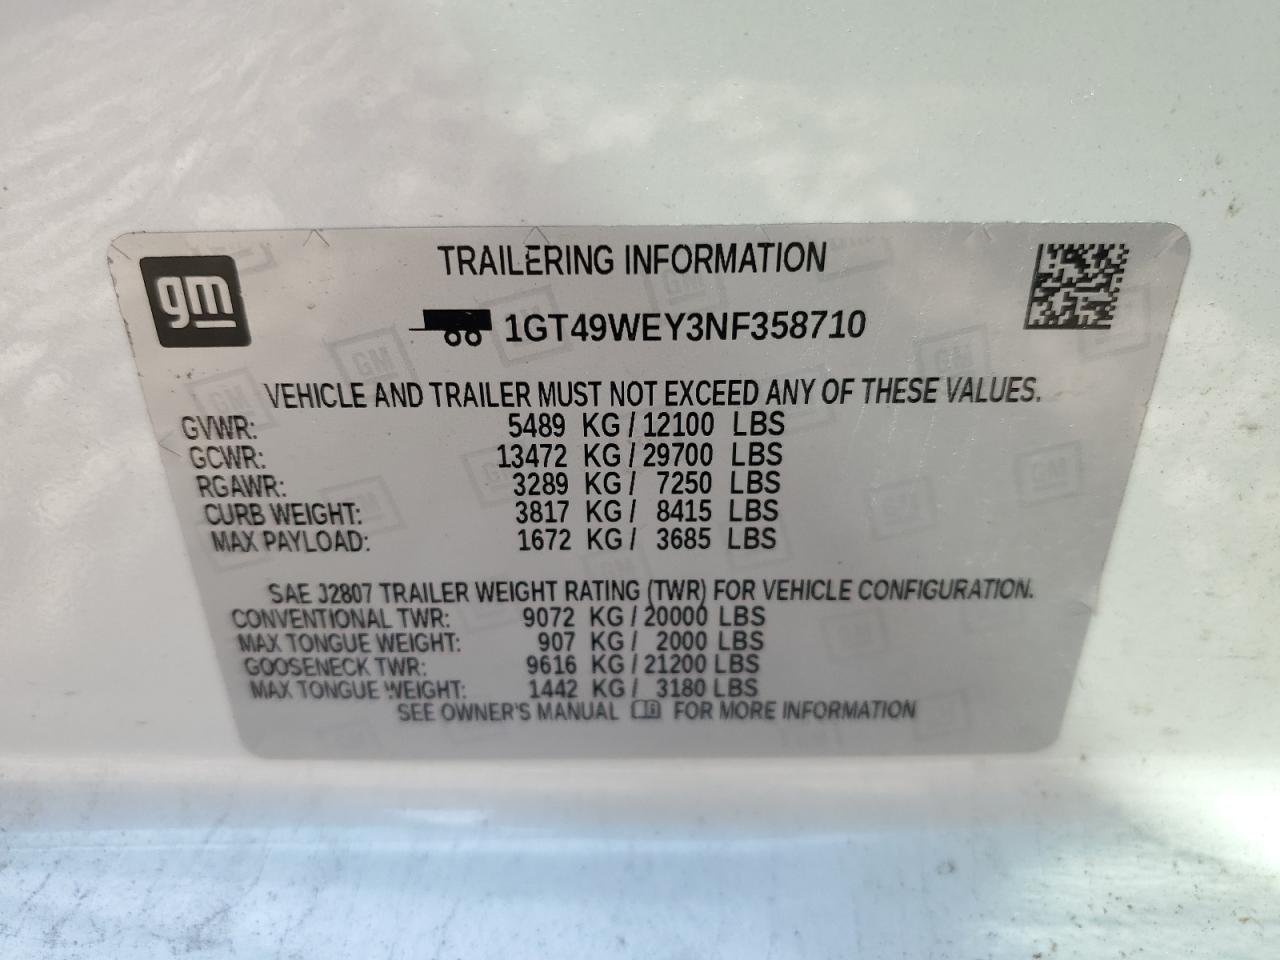 gm
TRAILERING INFORMATION
1GT49WEY3NF358710
VEHICLE AND TRAILER MUST NOT EXCEED ANY OF THESE VALUES.
GVWR: 5489 KG / 12100 LBS
GCWR: 13472 KG / 29700 LBS
RGAWR: 3289 KG / 7250 LBS
CURB WEIGHT: 3817 KG / 8415 LBS
MAX PAYLOAD: 1672 KG / 3685 LBS
SAE J2807 TRAILER WEIGHT RATING (TWR) FOR VEHICLE CONFIGURATION.
CONVENTIONAL TWR: 9072 KG / 20000 LBS
MAX TONGUE WEIGHT: 907 KG / 2000 LBS
GOOSENECK TWR: 9616 KG / 21200 LBS
MAX TONGUE WEIGHT: 1442 KG / 3180 LBS
SEE OWNER'S MANUAL FOR MORE INFORMATION